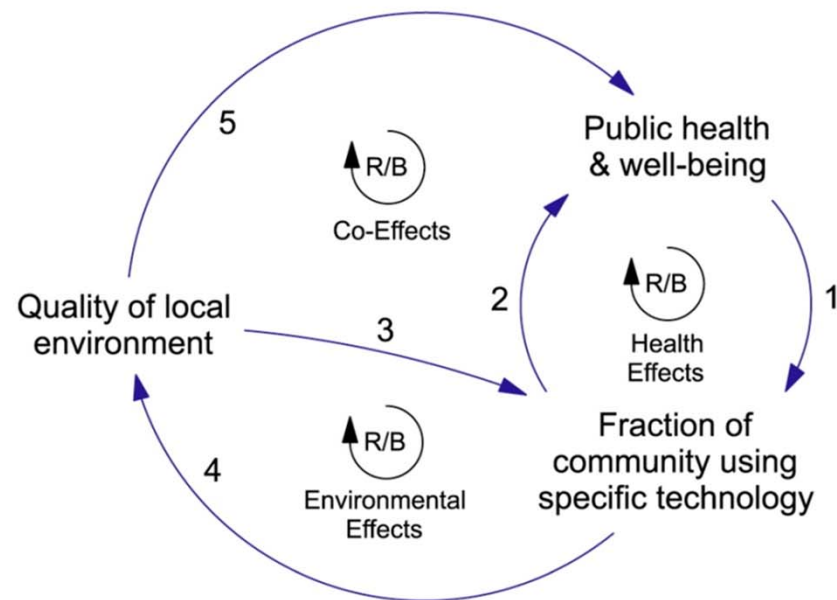 5
R/B
Co-Effects
Public health
& well-being
R/B
Health
Effects
1
2
Quality of local
environment
3
R/B
Environmental
Effects
4
Fraction of
community using
specific technology